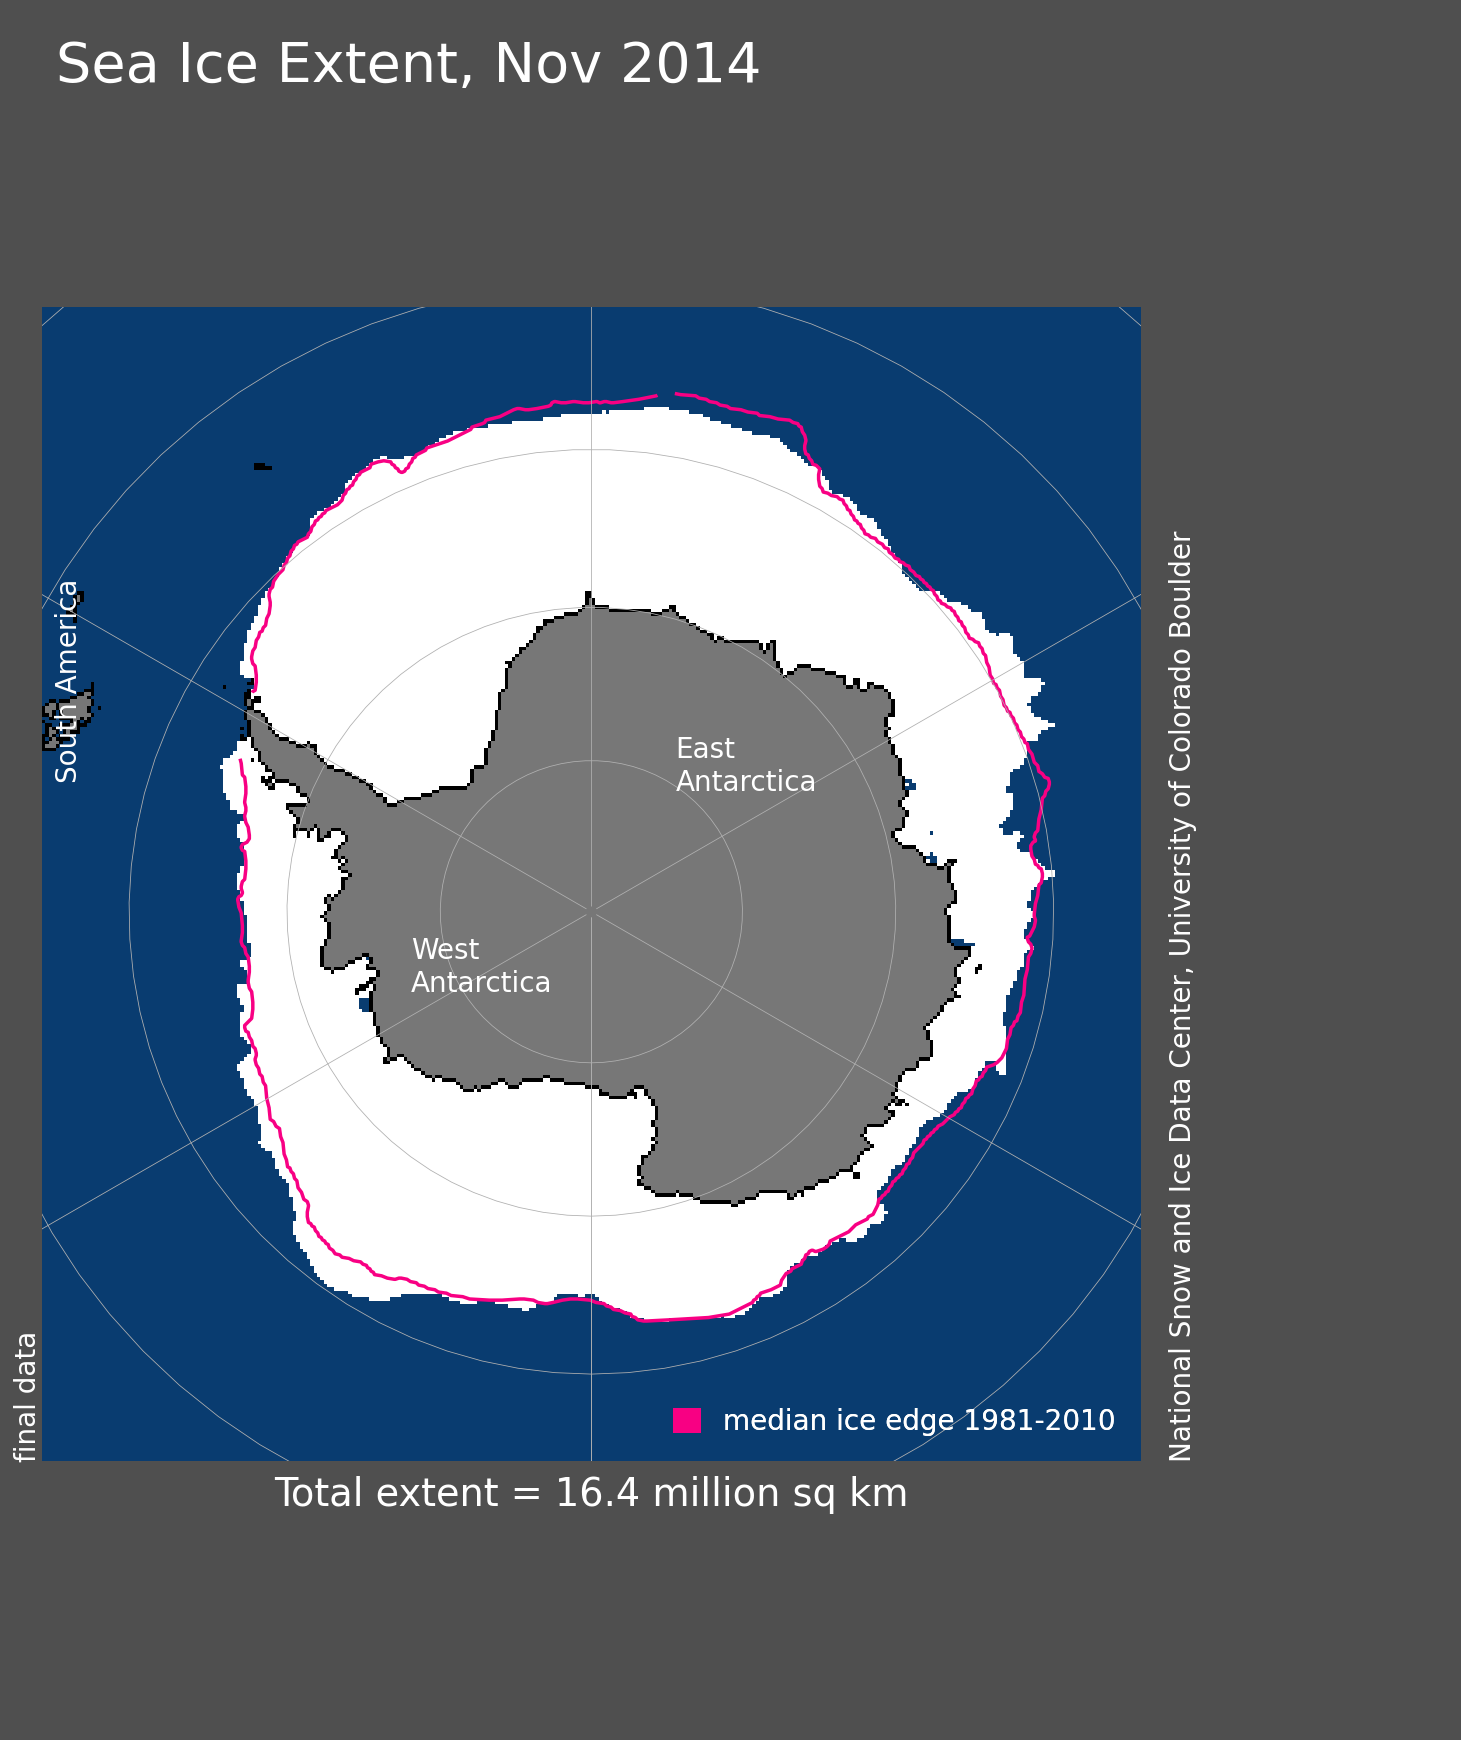 Sea Ice Extent, Nov 2014
South America
East
Antarctica
West
Antarctica
median ice edge 1981-2010
final data
National Snow and Ice Data Center, University of Colorado Boulder
Total extent = 16.4 million sq km